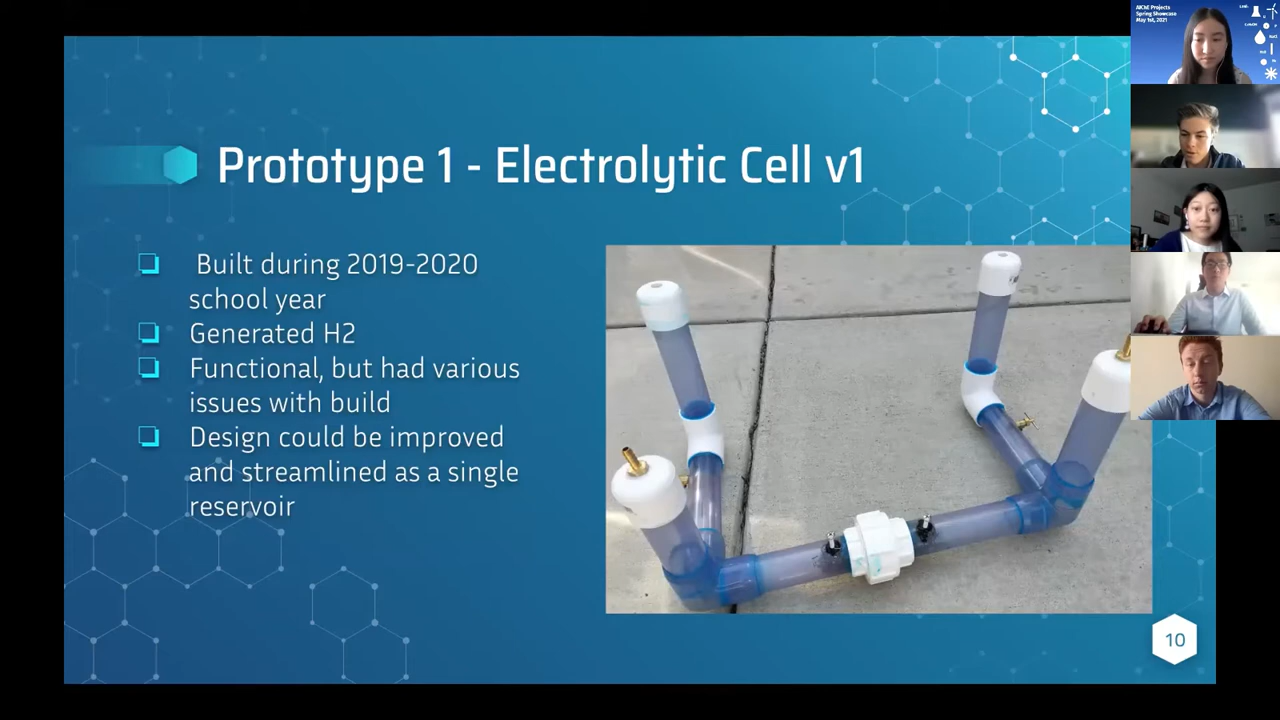 AIChE Projects
Spring Showcase
May 1st, 2021
Prototype 1 - Electrolytic Cell v1
Built during 2019-2020
school year
Generated H2
Functional, but had various
issues with build
Design could be improved
and streamlined as a single
reservoir
10